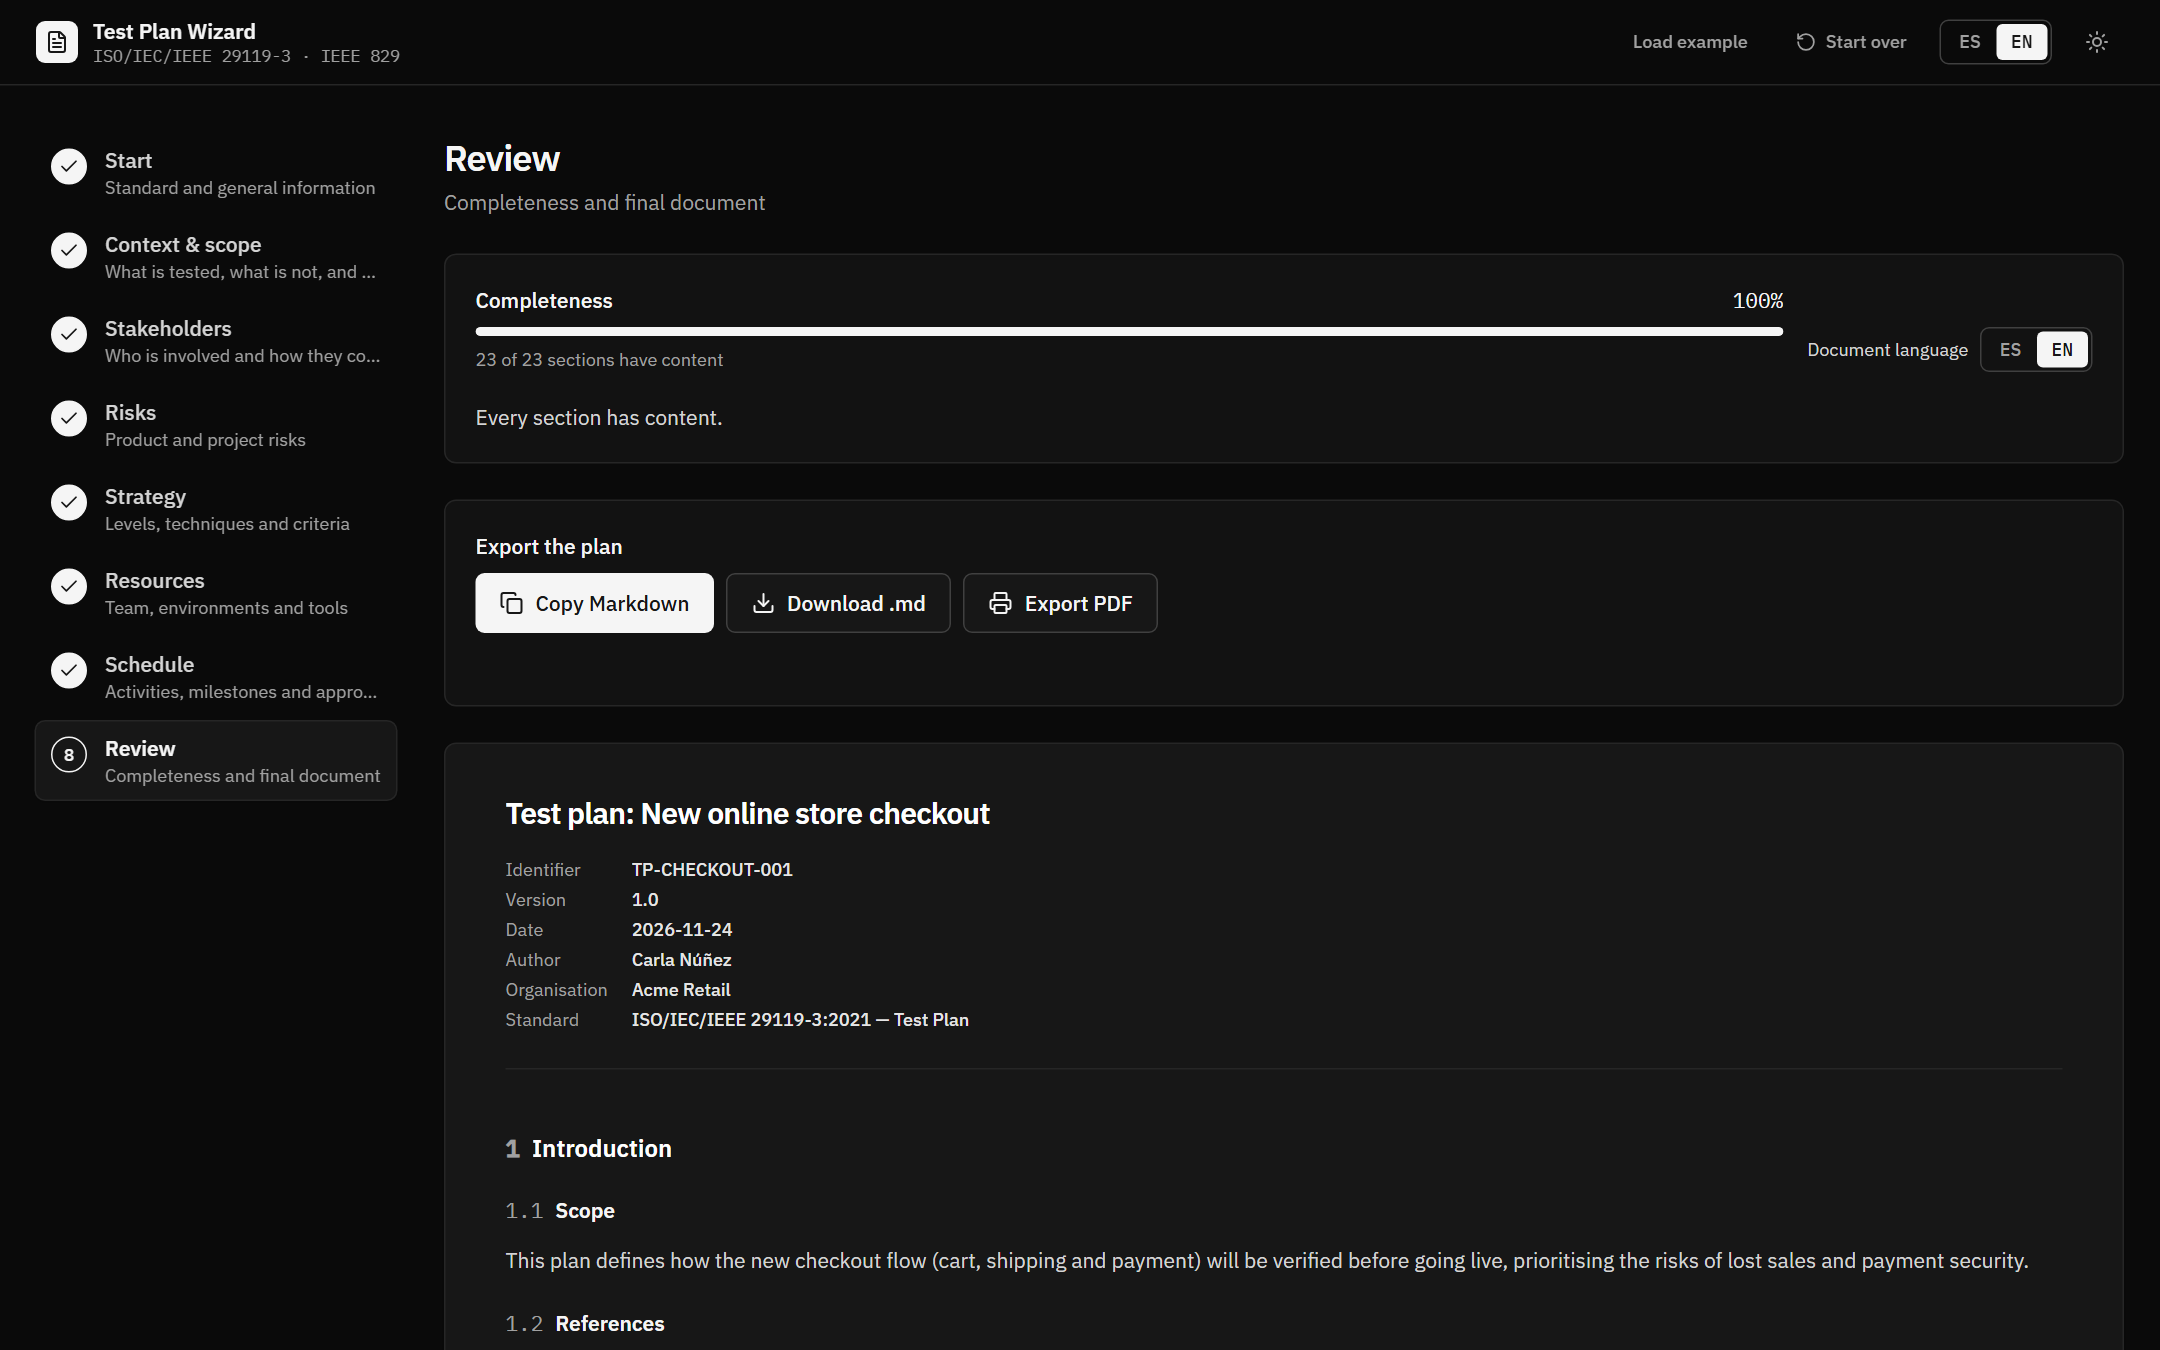 Test Plan Wizard
ISO/IEC/IEEE 29119-3 · IEEE 829
Load example
Start over
ES EN
Start
Standard and general information
Context & scope
What is tested, what is not, and ...
Stakeholders
Who is involved and how they co...
Risks
Product and project risks
Strategy
Levels, techniques and criteria
Resources
Team, environments and tools
Schedule
Activities, milestones and appro...
8 Review
Completeness and final document
Review
Completeness and final document
Completeness 100%
23 of 23 sections have content
Document language ES EN
Every section has content.
Export the plan
Copy Markdown Download .md Export PDF
Test plan: New online store checkout
Identifier TP-CHECKOUT-001
Version 1.0
Date 2026-11-24
Author Carla Núñez
Organisation Acme Retail
Standard ISO/IEC/IEEE 29119-3:2021 — Test Plan
1 Introduction
1.1 Scope
This plan defines how the new checkout flow (cart, shipping and payment) will be verified before going live, prioritising the risks of lost sales and payment security.
1.2 References